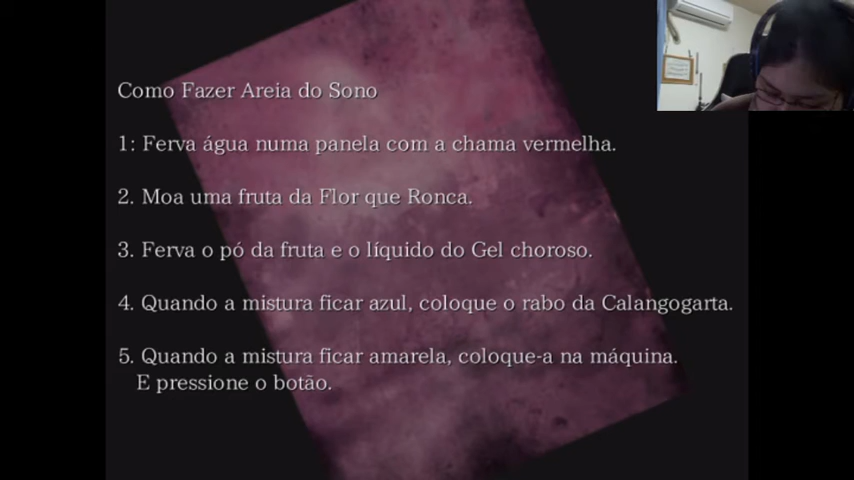 Como Fazer Areia do Sono
1: Ferva água numa panela com a chama vermelha.
2. Moa uma fruta da Flor que Ronca.
3. Ferva o pó da fruta e o líquido do Gel choroso.
4. Quando a mistura ficar azul, coloque o rabo da Calangogarta.
5. Quando a mistura ficar amarela, coloque-a na máquina.
E pressione o botão.